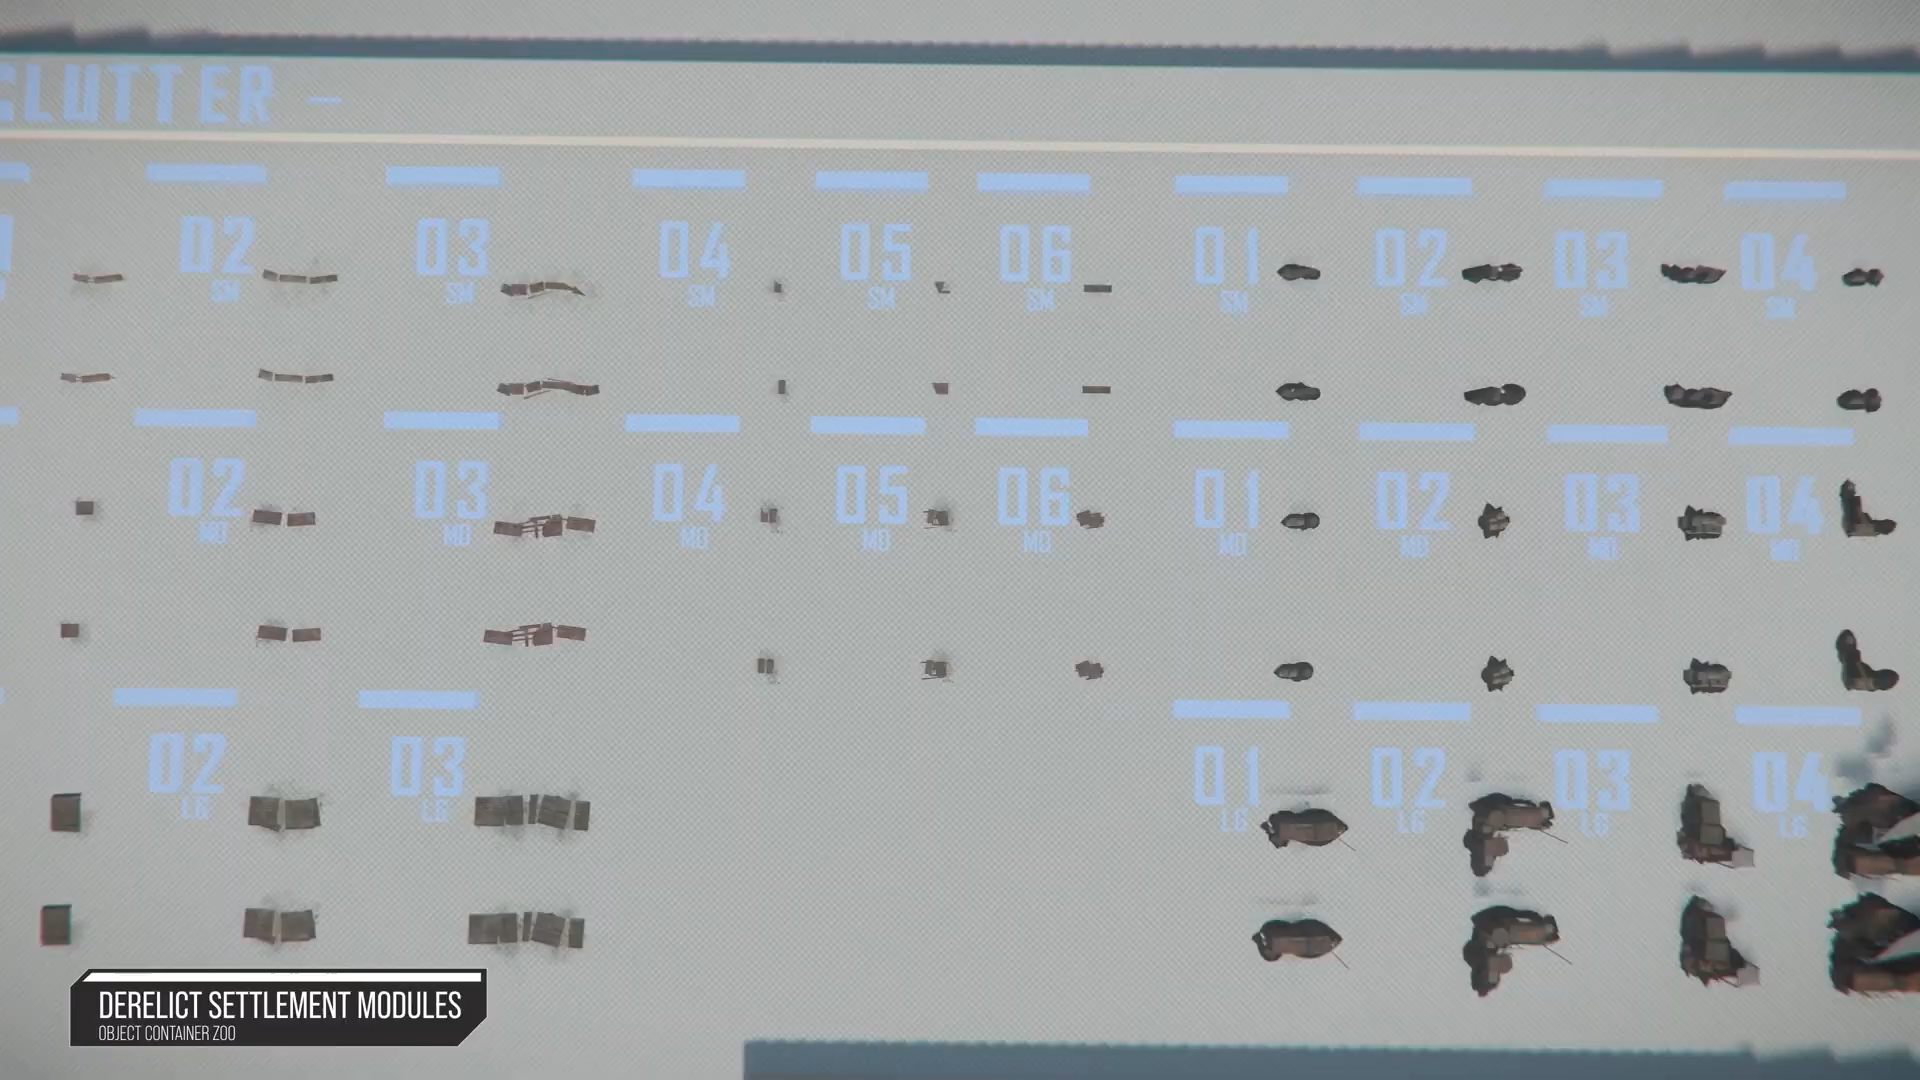 CLUTTER –
02 03 04 05 06 01 02 03 04
SM SM SM SM SM SM SM SM SM
02 03 04 05 06 01 02 03 04
MD MD MD MD MD MD MD MD MD
02 03 01 02 03 04
LG LG LG LG LG LG
DERELICT SETTLEMENT MODULES
OBJECT CONTAINER ZOO